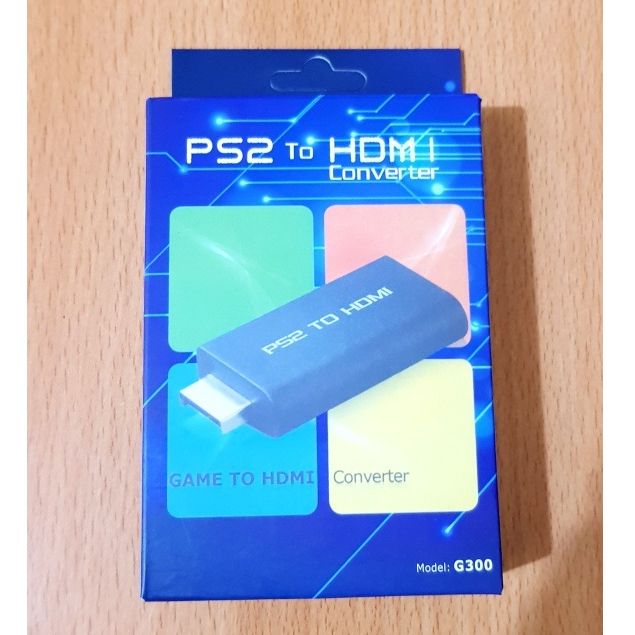 PS2 To HDMI
Converter
PS2 TO HDMI
GAME TO HDMI Converter
Model: G300